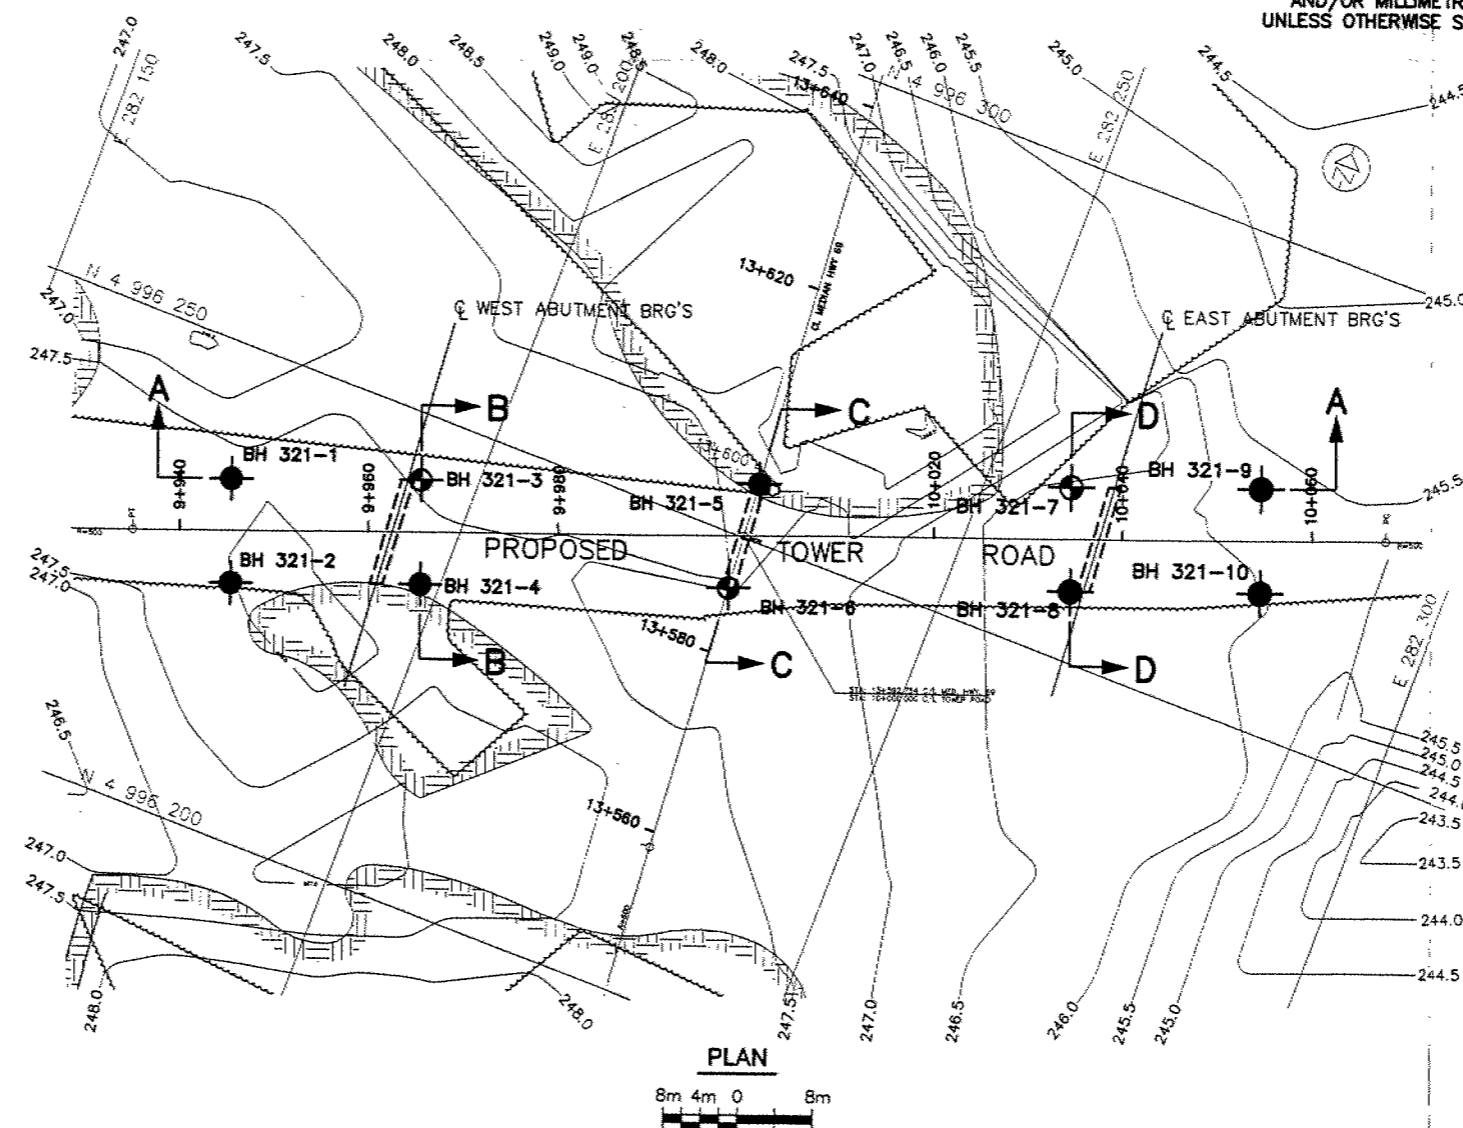 AND/OR MILLIMETR
UNLESS OTHERWISE S
247.0
E 282 150
247.5
248.0
248.5
249.0
249.0
248.5
E 282 200
248.0
247.5
13+640
247.0
246.5
246.0
245.5
N 4 996 300
245.0
E 282 250
244.5
244.5
N
13+620
CL MEDIAN HWY 69
N 4 996 250
247.0
247.5
℄ WEST ABUTMENT BRG'S
℄ EAST ABUTMENT BRG'S
245.0
A
B
C
D
A
BH 321-1
9+940
9+960
BH 321-3
9+980
BH 321-5
13+600
10+020
BH 321-7
10+040
BH 321-9
10+060
245.5
R=500
PT
PROPOSED TOWER ROAD
247.5
247.0
BH 321-2
BH 321-4
BH 321-6
BH 321-8
BH 321-10
13+580
B
C
D
E 282 300
246.5
N 4 996 200
13+560
245.5
245.0
244.5
244.0
243.5
243.5
244.0
244.5
247.0
247.5
248.0
248.0
247.5
247.0
246.5
246.0
245.5
245.0
PLAN
8m 4m 0 8m